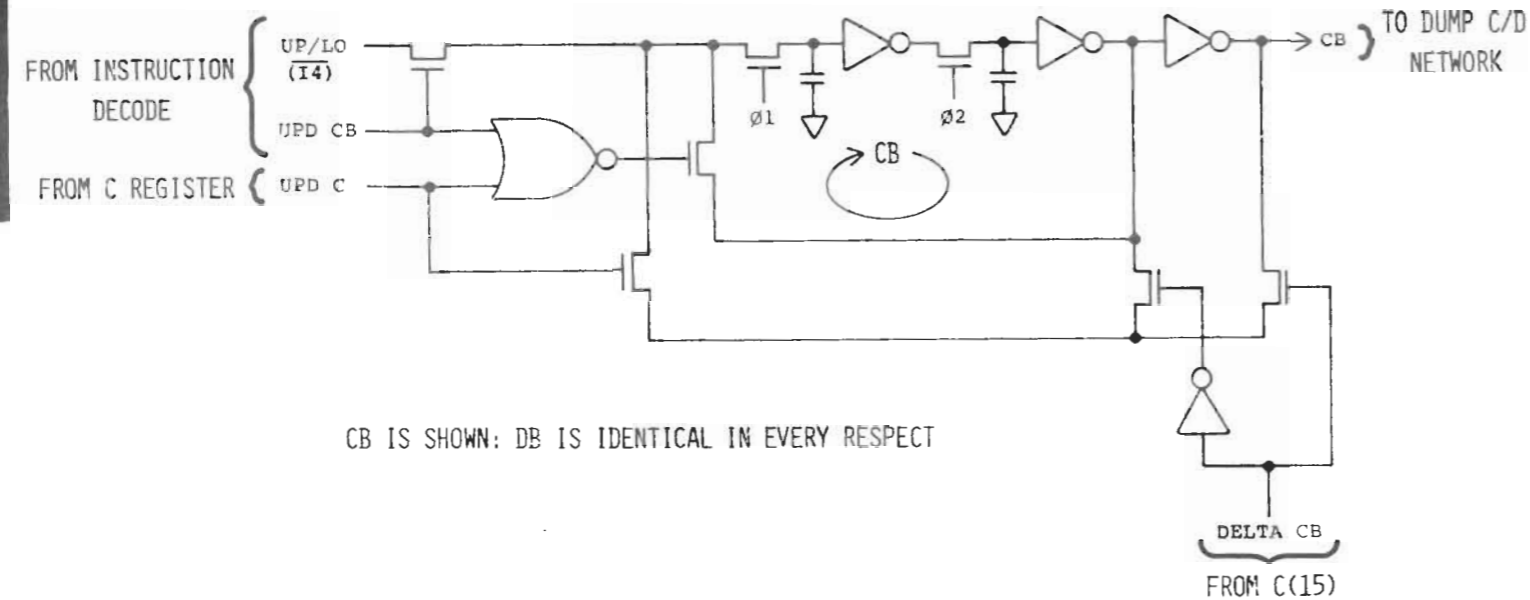 FROM INSTRUCTION
DECODE
UP/LO
(I4)
UPD CB
FROM C REGISTER
UPD C
Ø1
Ø2
CB
CB
TO DUMP C/D
NETWORK
CB IS SHOWN: DB IS IDENTICAL IN EVERY RESPECT
DELTA CB
FROM C(15)